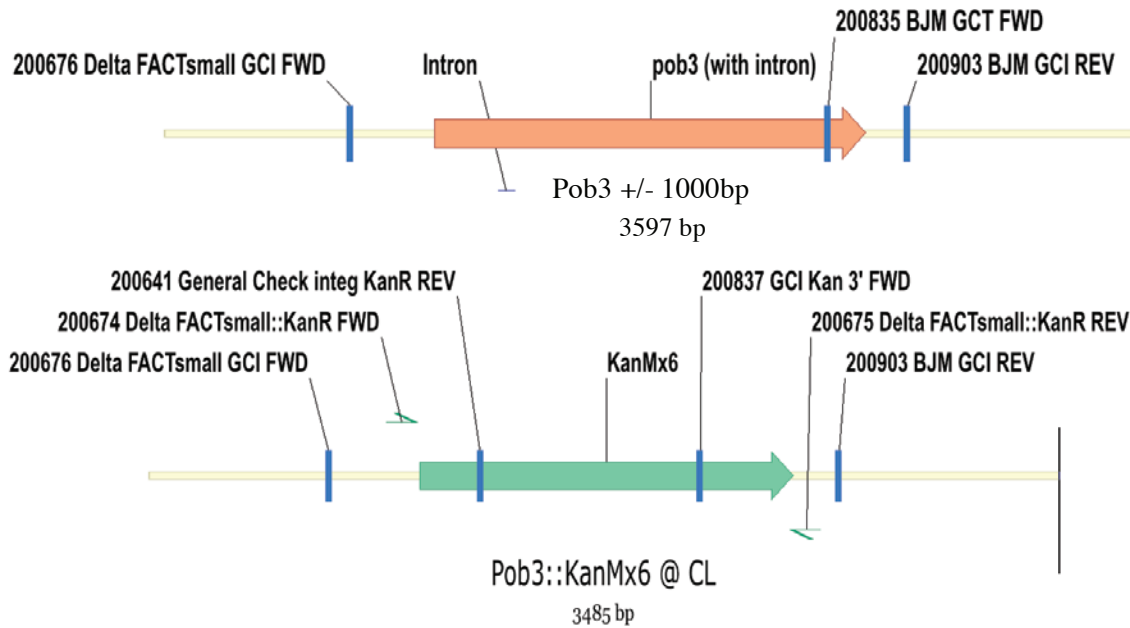 200835 BJM GCT FWD
200676 Delta FACTsmall GCI FWD
Intron
pob3 (with intron)
200903 BJM GCI REV
Pob3 +/- 1000bp
3597 bp
200641 General Check integ KanR REV
200837 GCI Kan 3' FWD
200674 Delta FACTsmall::KanR FWD
200675 Delta FACTsmall::KanR REV
200676 Delta FACTsmall GCI FWD
KanMx6
200903 BJM GCI REV
Pob3::KanMx6 @ CL
3485 bp